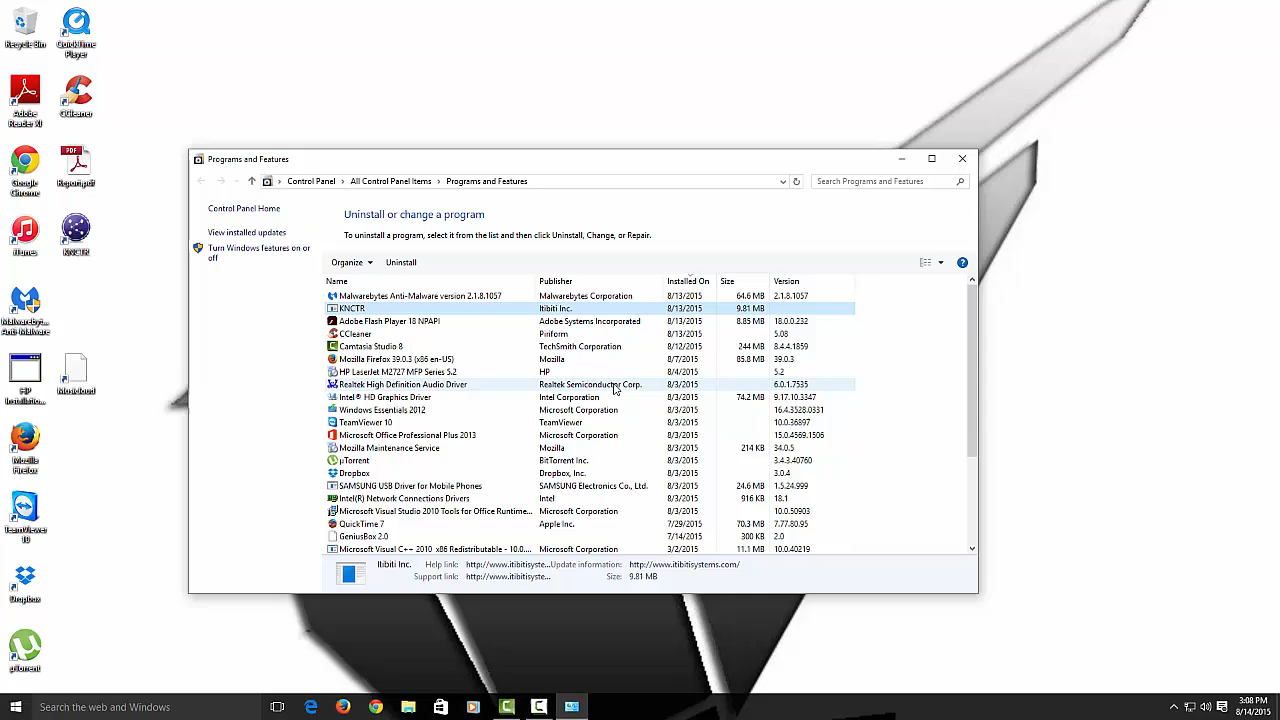 Recycle Bin
QuickTime Player
Adobe Reader XI
CCleaner
Google Chrome
PDF
Report.pdf
iTunes
KNCTR
Malwareby... Anti-Malware
HP Installatio...
Musicloud
Mozilla Firefox
TeamViewer 10
Dropbox
µTorrent
Programs and Features
Control Panel > All Control Panel Items > Programs and Features
Search Programs and Features
Control Panel Home
View installed updates
Turn Windows features on or off
Uninstall or change a program
To uninstall a program, select it from the list and then click Uninstall, Change, or Repair.
Organize Uninstall
Name Publisher Installed On Size Version
Malwarebytes Anti-Malware version 2.1.8.1057 Malwarebytes Corporation 8/13/2015 64.6 MB 2.1.8.1057
KNCTR Itibiti Inc. 8/13/2015 9.81 MB
Adobe Flash Player 18 NPAPI Adobe Systems Incorporated 8/13/2015 8.85 MB 18.0.0.232
CCleaner Piriform 8/13/2015 5.08
Camtasia Studio 8 TechSmith Corporation 8/12/2015 244 MB 8.4.4.1859
Mozilla Firefox 39.0.3 (x86 en-US) Mozilla 8/7/2015 85.8 MB 39.0.3
HP LaserJet M2727 MFP Series 5.2 HP 8/4/2015 5.2
Realtek High Definition Audio Driver Realtek Semiconductor Corp. 8/3/2015 6.0.1.7535
Intel® HD Graphics Driver Intel Corporation 8/3/2015 74.2 MB 9.17.10.3347
Windows Essentials 2012 Microsoft Corporation 8/3/2015 16.4.3528.0331
TeamViewer 10 TeamViewer 8/3/2015 10.0.36897
Microsoft Office Professional Plus 2013 Microsoft Corporation 8/3/2015 15.0.4569.1506
Mozilla Maintenance Service Mozilla 8/3/2015 214 KB 34.0.5
µTorrent BitTorrent Inc. 8/3/2015 3.4.3.40760
Dropbox Dropbox, Inc. 8/3/2015 3.0.4
SAMSUNG USB Driver for Mobile Phones SAMSUNG Electronics Co., Ltd. 8/3/2015 24.6 MB 1.5.24.999
Intel(R) Network Connections Drivers Intel 8/3/2015 916 KB 18.1
Microsoft Visual Studio 2010 Tools for Office Runtime... Microsoft Corporation 8/3/2015 10.0.50903
QuickTime 7 Apple Inc. 7/29/2015 70.3 MB 7.77.80.95
GeniusBox 2.0 7/14/2015 300 KB 2.0
Microsoft Visual C++ 2010 x86 Redistributable - 10.0.... Microsoft Corporation 3/2/2015 11.1 MB 10.0.40219
Itibiti Inc. Help link: http://www.itibitisyste... Update information: http://www.itibitisystems.com/
Support link: http://www.itibitisyste... Size: 9.81 MB
Search the web and Windows
3:08 PM
8/14/2015